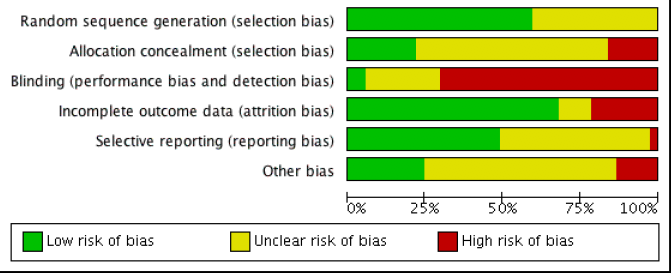 Random sequence generation (selection bias)
Allocation concealment (selection bias)
Blinding (performance bias and detection bias)
Incomplete outcome data (attrition bias)
Selective reporting (reporting bias)
Other bias
0% 25% 50% 75% 100%
Low risk of bias Unclear risk of bias High risk of bias